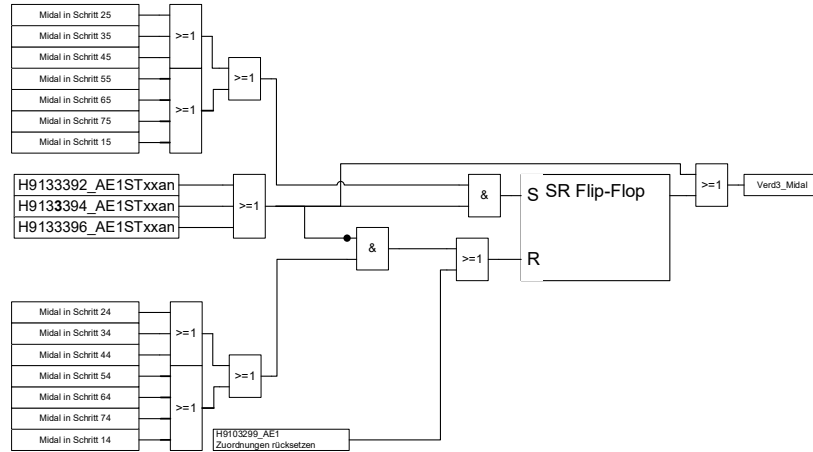 Midal in Schritt 25
Midal in Schritt 35
Midal in Schritt 45
Midal in Schritt 55
Midal in Schritt 65
Midal in Schritt 75
Midal in Schritt 15
>=1
>=1
>=1
H9133392_AE1STxxan
H9133394_AE1STxxan
H9133396_AE1STxxan
>=1
&
&
>=1
S SR Flip-Flop
R
>=1
Verd3_Midal
Midal in Schritt 24
Midal in Schritt 34
Midal in Schritt 44
Midal in Schritt 54
Midal in Schritt 64
Midal in Schritt 74
Midal in Schritt 14
>=1
>=1
>=1
H9103299_AE1
Zuordnungen rücksetzen